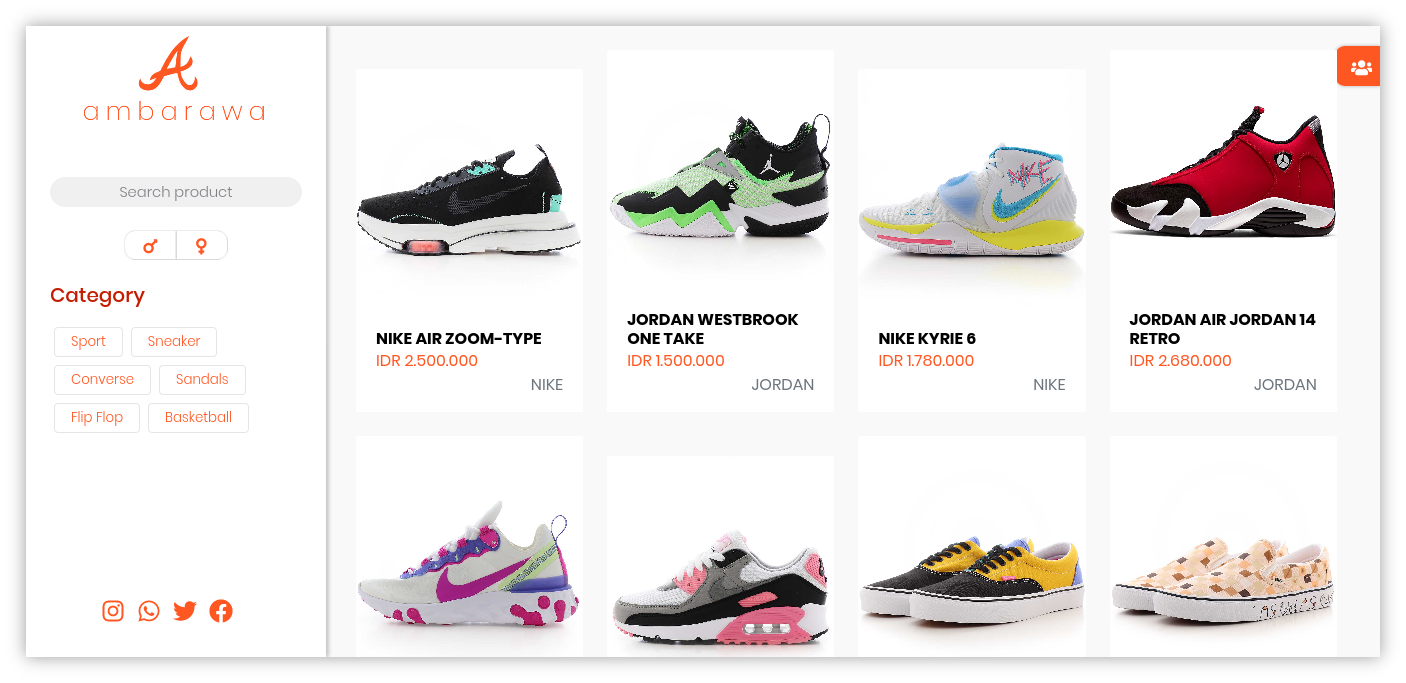 ambarawa
Search product
Category
Sport
Sneaker
Converse
Sandals
Flip Flop
Basketball
NIKE AIR ZOOM-TYPE
IDR 2.500.000
NIKE
JORDAN WESTBROOK
ONE TAKE
IDR 1.500.000
JORDAN
NIKE KYRIE 6
IDR 1.780.000
NIKE
JORDAN AIR JORDAN 14
RETRO
IDR 2.680.000
JORDAN